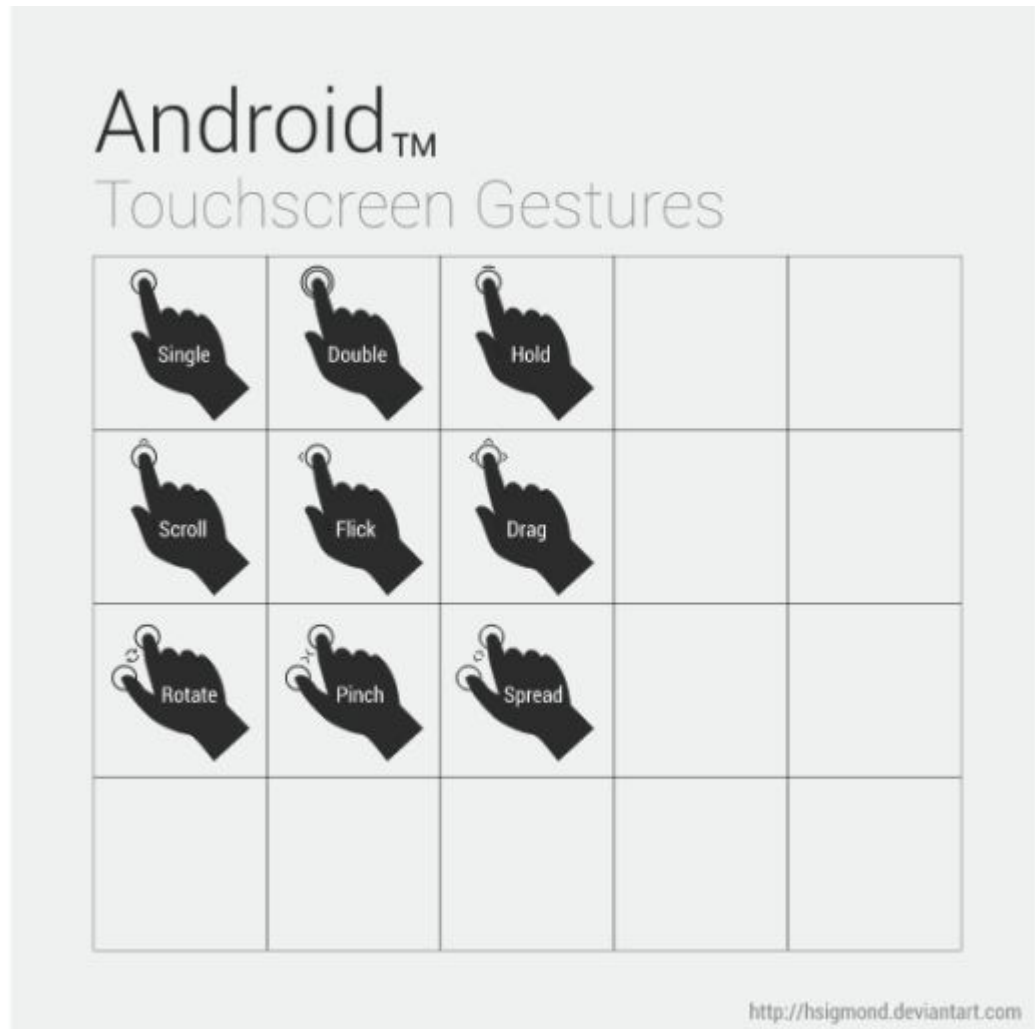 Android™
Touchscreen Gestures
Single Double Hold
Scroll Flick Drag
Rotate Pinch Spread
http://hsigmond.deviantart.com